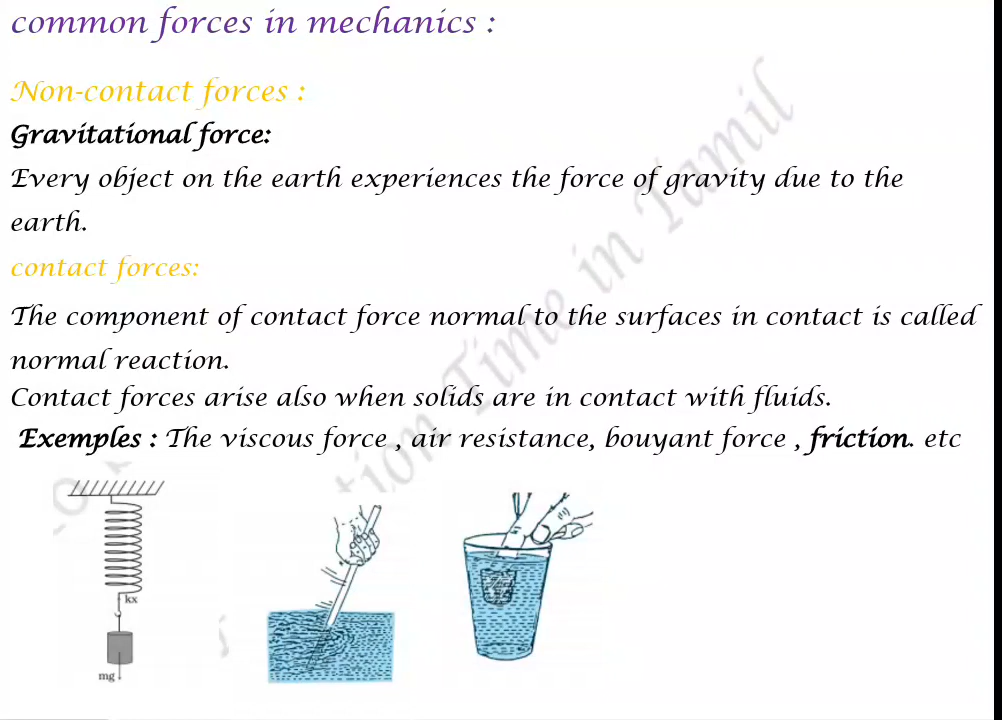 common forces in mechanics :
Non-contact forces :
Gravitational force:
Every object on the earth experiences the force of gravity due to the
earth.
contact forces:
The component of contact force normal to the surfaces in contact is called
normal reaction.
Contact forces arise also when solids are in contact with fluids.
Exemples : The viscous force , air resistance, bouyant force , friction. etc
kx
mg
Time in Tamil